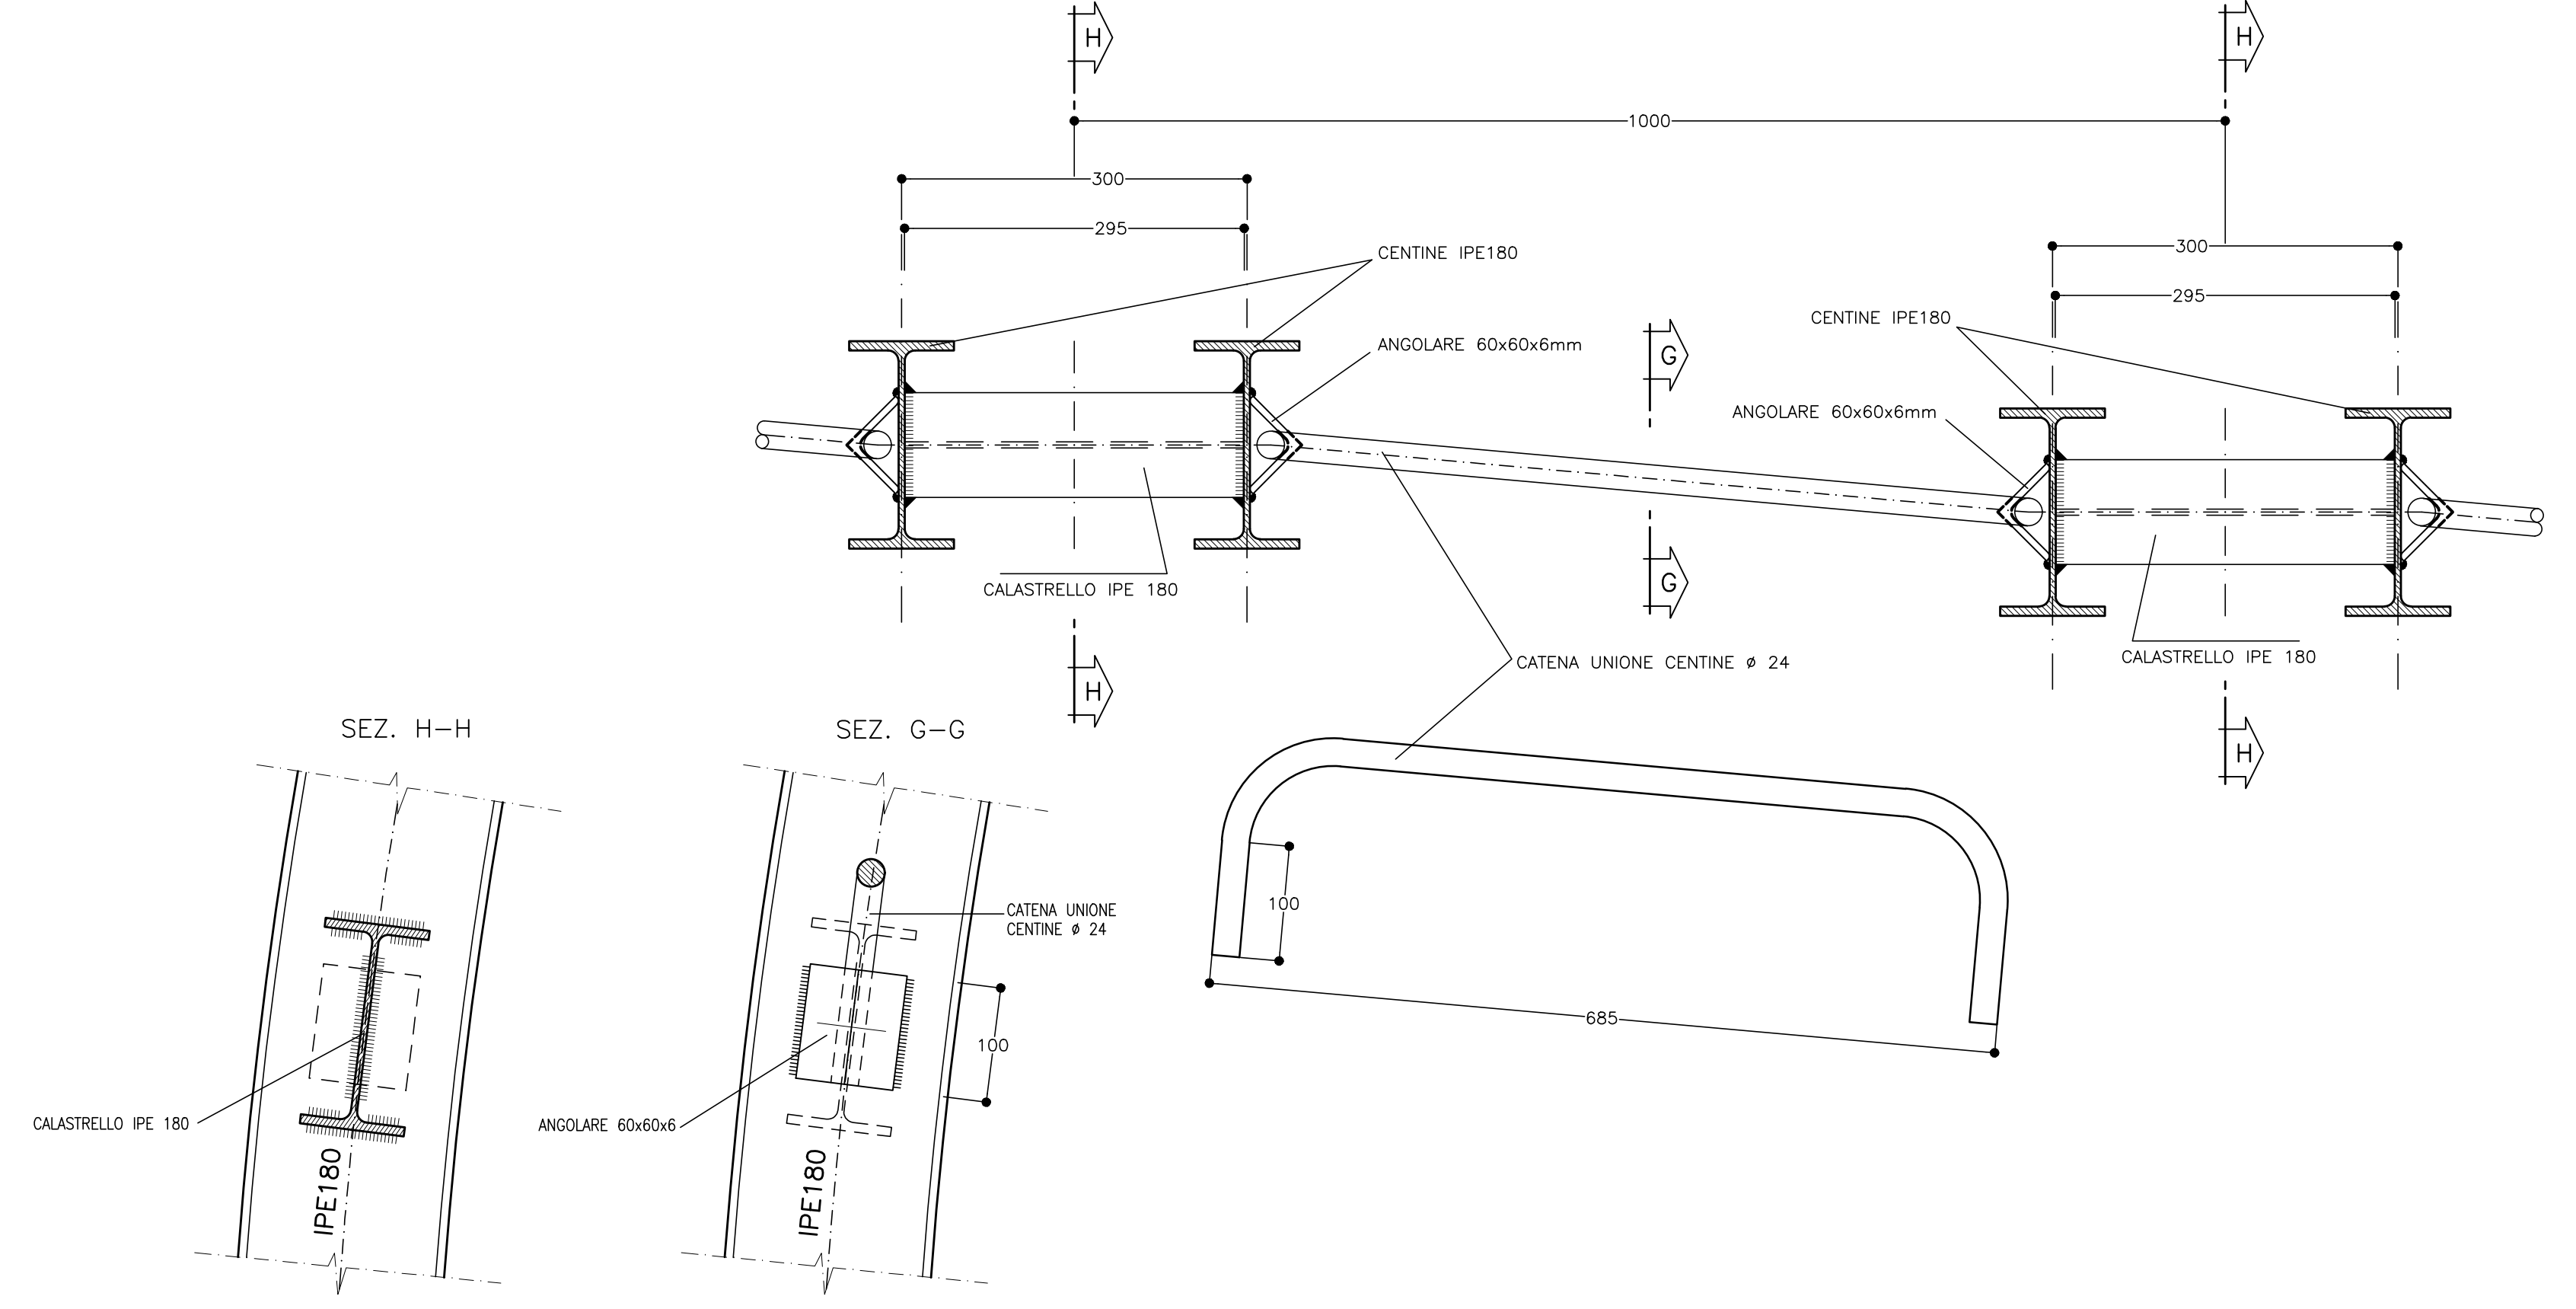 H
H
1000
300
295
CENTINE IPE180
300
295
CENTINE IPE180
ANGOLARE 60x60x6mm
G
ANGOLARE 60x60x6mm
G
CALASTRELLO IPE 180
CATENA UNIONE CENTINE ø 24
CALASTRELLO IPE 180
H
H
SEZ. H-H
SEZ. G-G
CATENA UNIONE
CENTINE ø 24
100
100
685
CALASTRELLO IPE 180
ANGOLARE 60x60x6
IPE180
IPE180